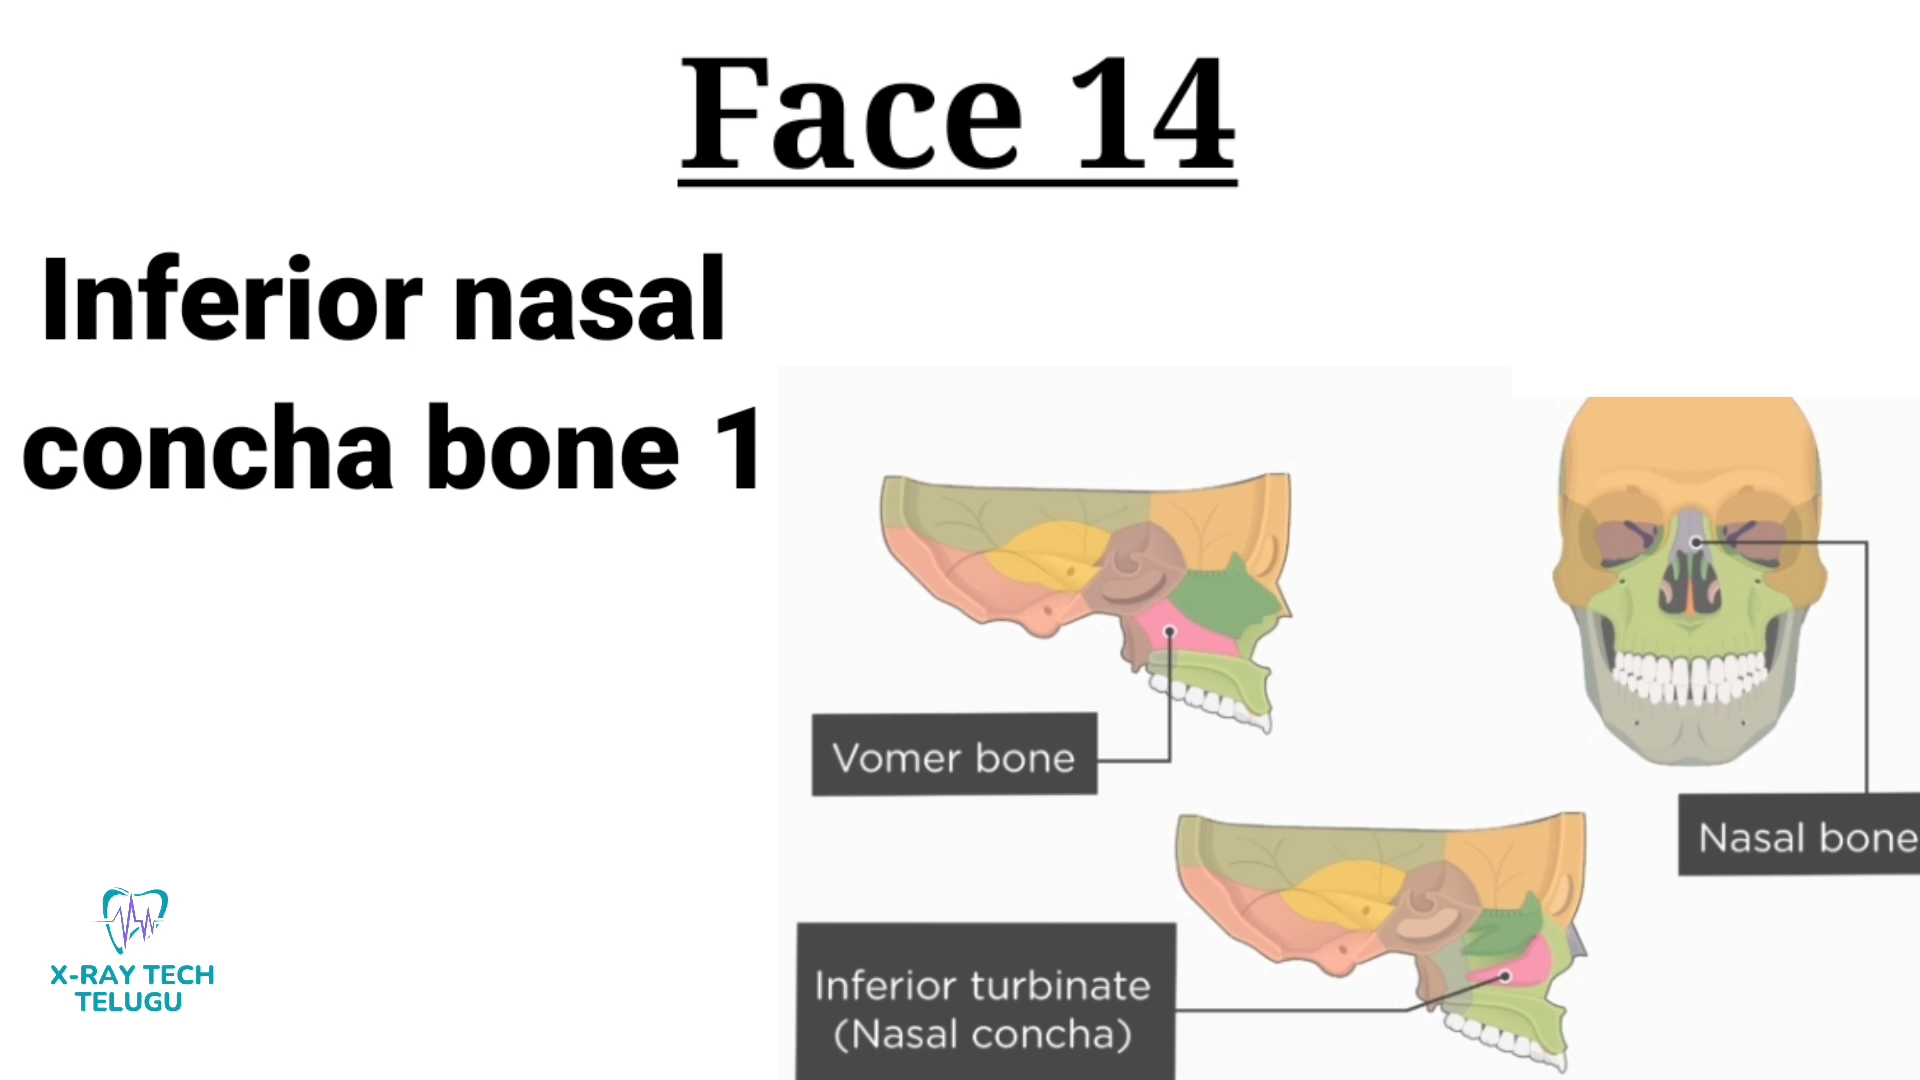 Face 14
Inferior nasal
concha bone 1
Vomer bone
Nasal bone
Inferior turbinate
(Nasal concha)
X-RAY TECH
TELUGU